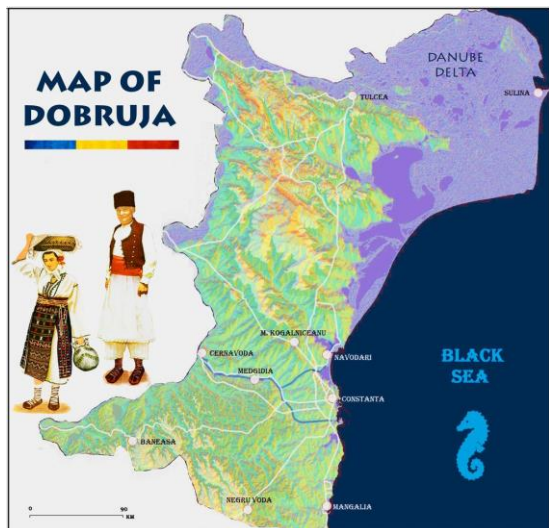 MAP OF
DOBRUJA
DANUBE
DELTA
SULINA
TULCEA
M. KOGALNICEANU
CERNAVODA
NAVODARI
MEDGIDIA
BLACK
SEA
CONSTANTA
BANEASA
NEGRU VODA
MANGALIA
0 90
KM